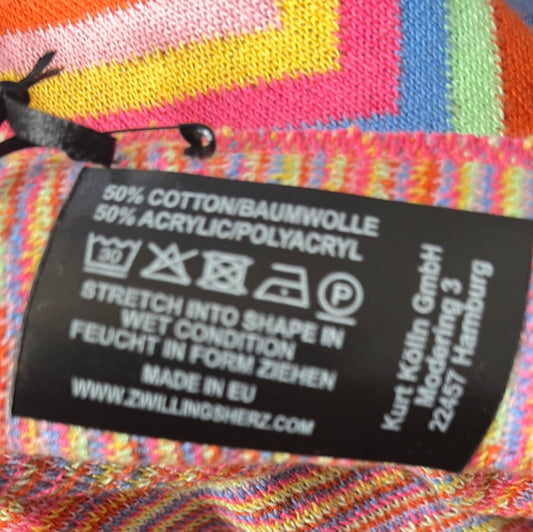 50% COTTON/BAUMWOLLE
50% ACRYLIC/POLYACRYL
30
P
STRETCH INTO SHAPE IN
WET CONDITION
FEUCHT IN FORM ZIEHEN
MADE IN EU
WWW.ZWILLINGSHERZ.COM
Kurt Kölln GmbH
Modering 3
22457 Hamburg